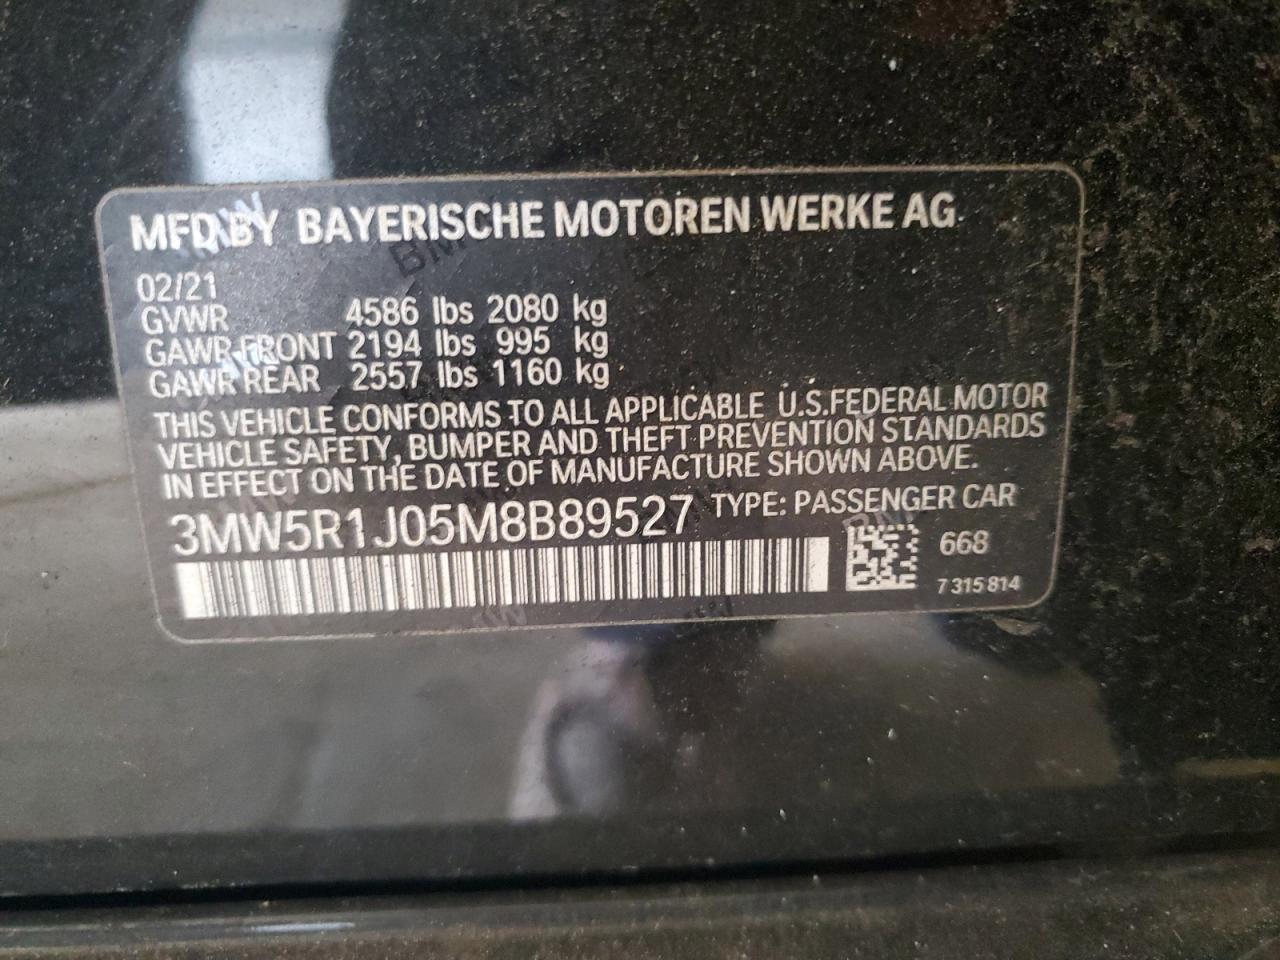 MFD BY BAYERISCHE MOTOREN WERKE AG
02/21
GVWR 4586 lbs 2080 kg
GAWR FRONT 2194 lbs 995 kg
GAWR REAR 2557 lbs 1160 kg
THIS VEHICLE CONFORMS TO ALL APPLICABLE U.S.FEDERAL MOTOR
VEHICLE SAFETY, BUMPER AND THEFT PREVENTION STANDARDS
IN EFFECT ON THE DATE OF MANUFACTURE SHOWN ABOVE.
3MW5R1J05M8B89527 TYPE: PASSENGER CAR
668
7 315 814